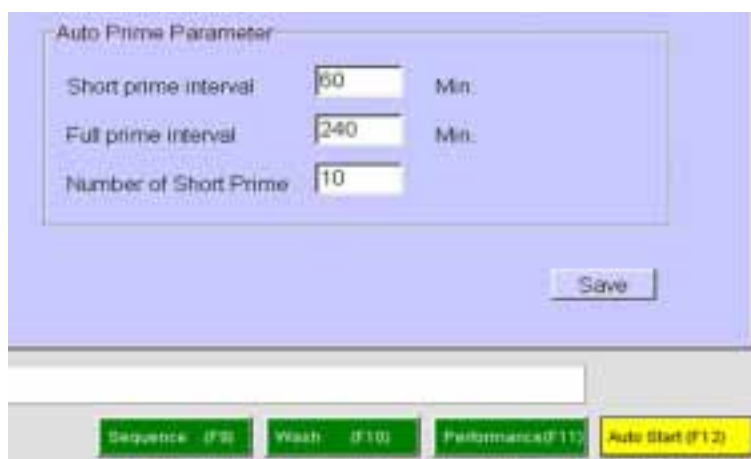 Auto Prime Parameter
Short prime interval 60 Min.
Full prime interval 240 Min.
Number of Short Prime 10
Save
Sequence (F9) Wash (F10) Performance(F11) Auto Start (F12)